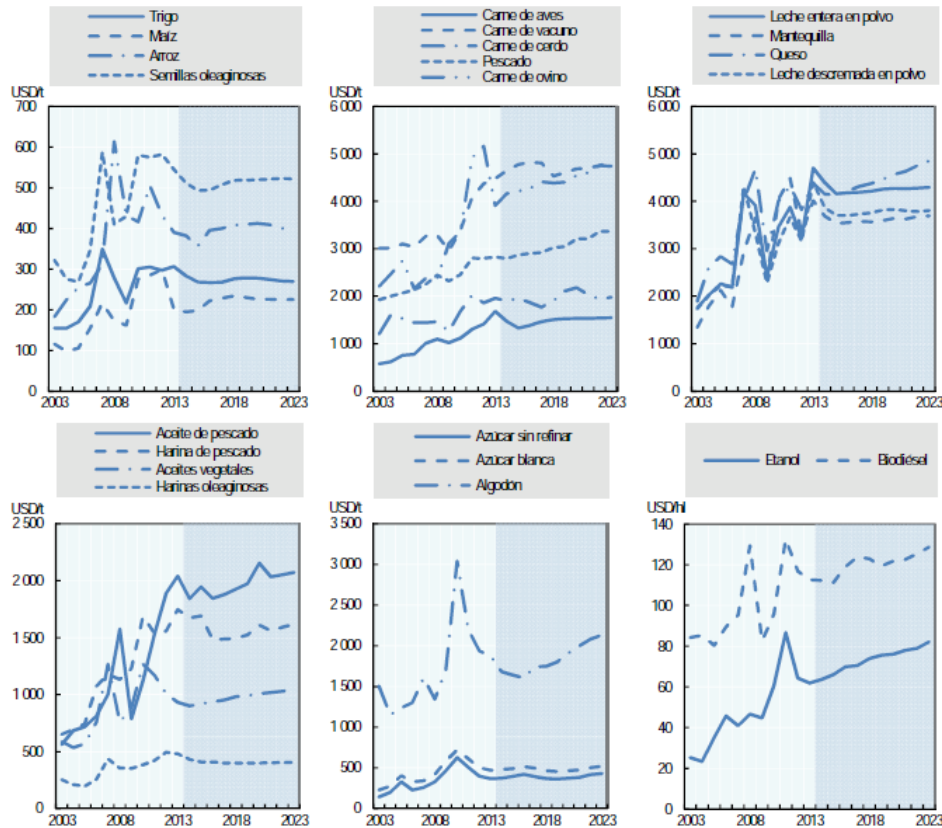 Trigo
Maíz
Arroz
Semillas oleaginosas
USD/t
700
600
500
400
300
200
100
0
2003 2008 2013 2018 2023
Carne de aves
Carne de vacuno
Carne de cerdo
Pescado
Carne de ovino
USD/t
6 000
5 000
4 000
3 000
2 000
1 000
0
2003 2008 2013 2018 2023
Leche entera en polvo
Mantequilla
Queso
Leche descremada en polvo
USD/t
6 000
5 000
4 000
3 000
2 000
1 000
0
2003 2008 2013 2018 2023
Aceite de pescado
Harina de pescado
Aceites vegetales
Harinas oleaginosas
USD/t
2 500
2 000
1 500
1 000
500
0
2003 2008 2013 2018 2023
Azúcar sin refinar
Azúcar blanca
Algodón
USD/t
3 500
3 000
2 500
2 000
1 500
1 000
500
0
2003 2008 2013 2018 2023
Etanol Biodiésel
USD/hl
140
120
100
80
60
40
20
0
2003 2008 2013 2018 2023